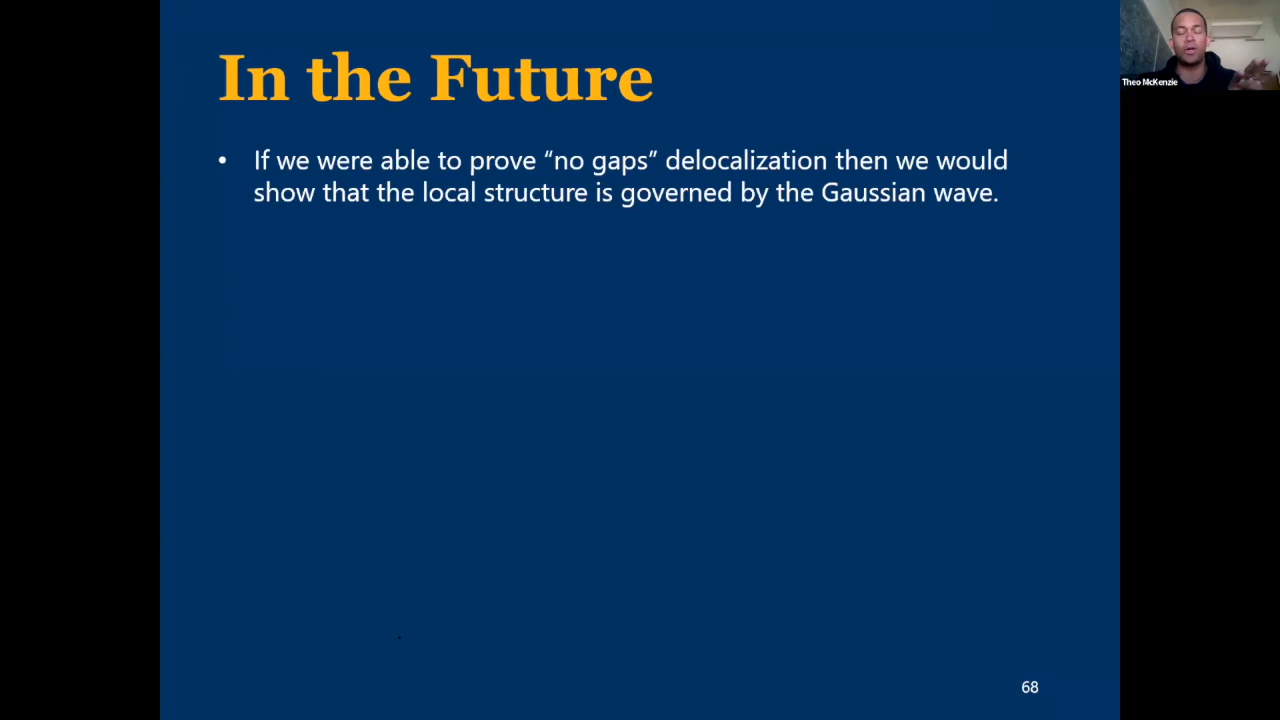 In the Future
• If we were able to prove “no gaps” delocalization then we would
show that the local structure is governed by the Gaussian wave.
Theo McKenzie
68